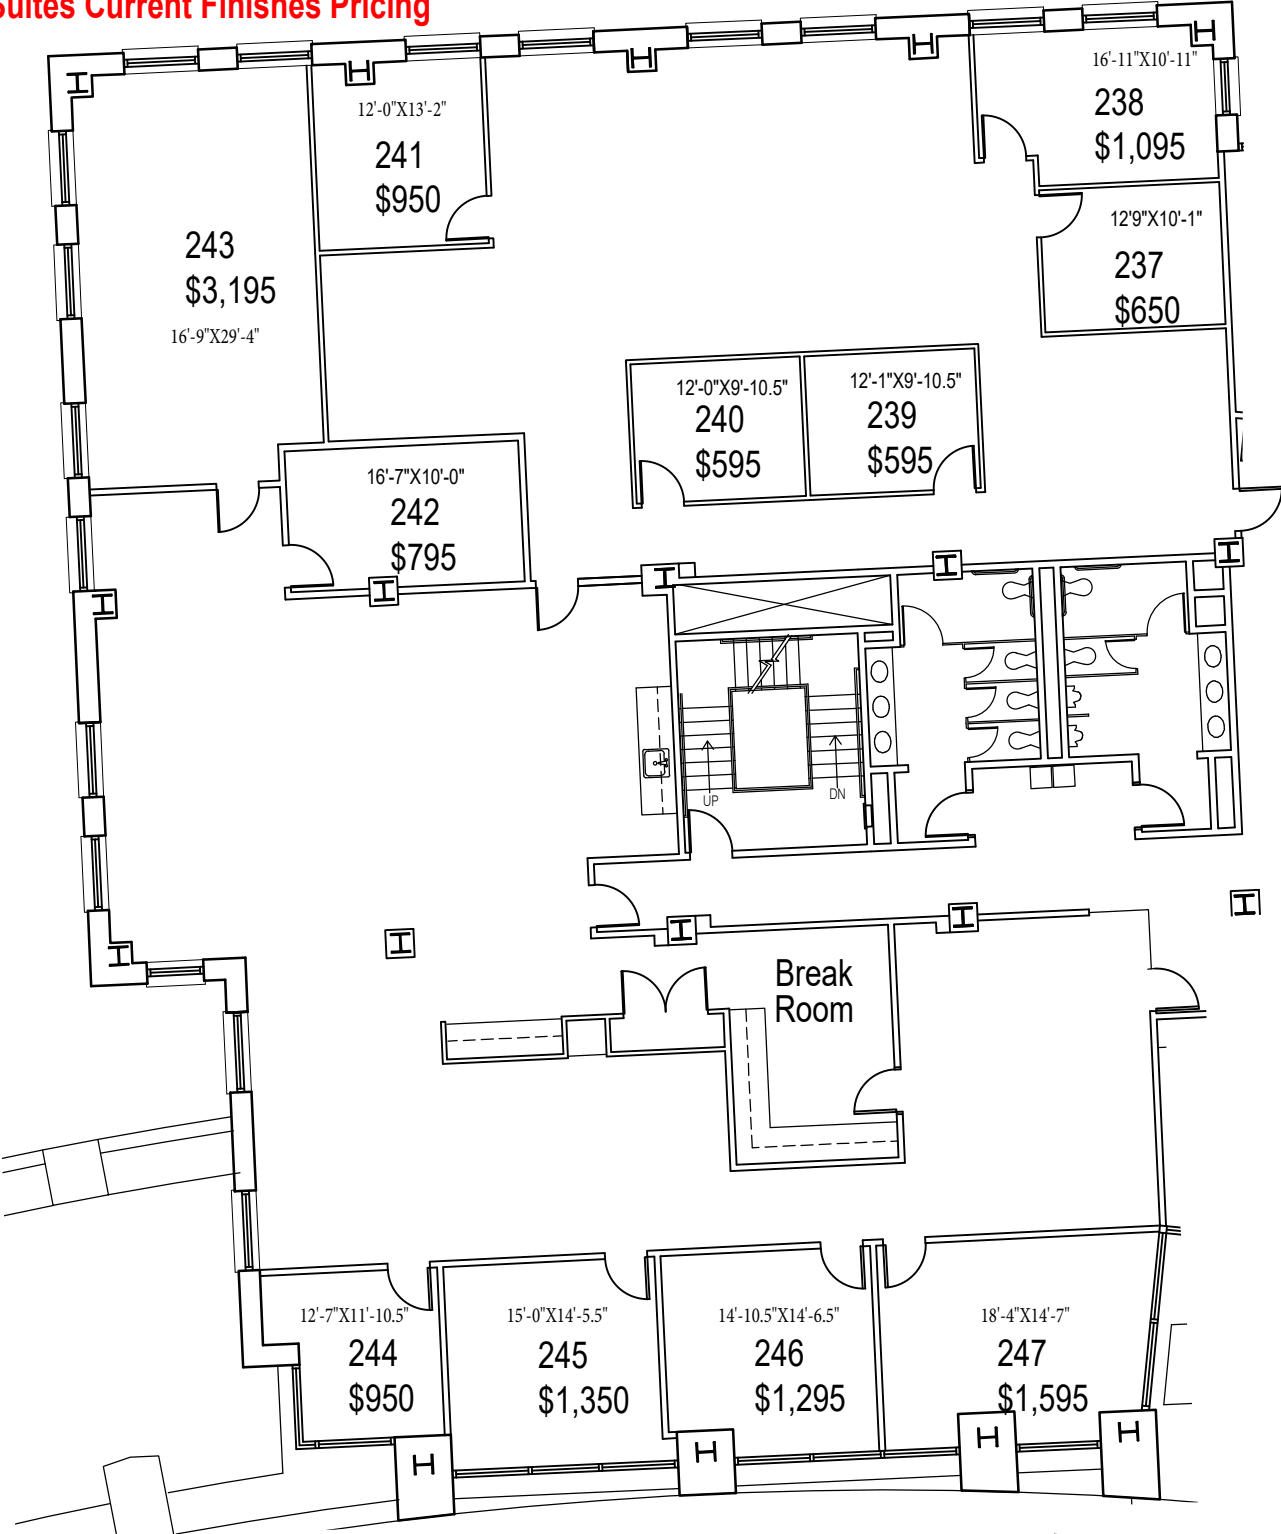 Suites Current Finishes Pricing
16'-11"X10'-11"
238
$1,095
12'-0"X13'-2"
241
$950
12'9"X10'-1"
237
$650
243
$3,195
16'-9"X29'-4"
12'-0"X9'-10.5"
240
$595
12'-1"X9'-10.5"
239
$595
16'-7"X10'-0"
242
$795
UP
DN
Break
Room
12'-7"X11'-10.5"
244
$950
15'-0"X14'-5.5"
245
$1,350
14'-10.5"X14'-6.5"
246
$1,295
18'-4"X14'-7"
247
$1,595